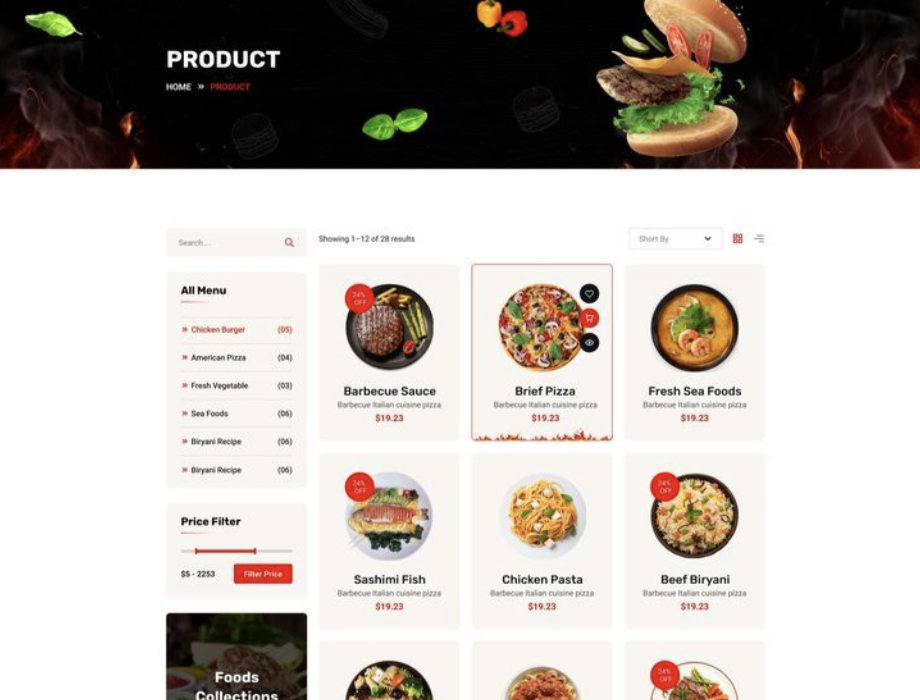 PRODUCT
HOME » PRODUCT
Search...
Showing 1–12 of 28 results
Short By
All Menu
» Chicken Burger (05)
» American Pizza (04)
» Fresh Vegetable (03)
» Sea Foods (06)
» Biryani Recipe (06)
» Biryani Recipe (06)
Price Filter
$5 - 2253
Filter Price
Foods
Collections
24%
OFF
Barbecue Sauce
Barbecue Italian cuisine pizza
$19.23
Brief Pizza
Barbecue Italian cuisine pizza
$19.23
Fresh Sea Foods
Barbecue Italian cuisine pizza
$19.23
24%
OFF
Sashimi Fish
Barbecue Italian cuisine pizza
$19.23
Chicken Pasta
Barbecue Italian cuisine pizza
$19.23
24%
OFF
Beef Biryani
Barbecue Italian cuisine pizza
$19.23
24%
OFF